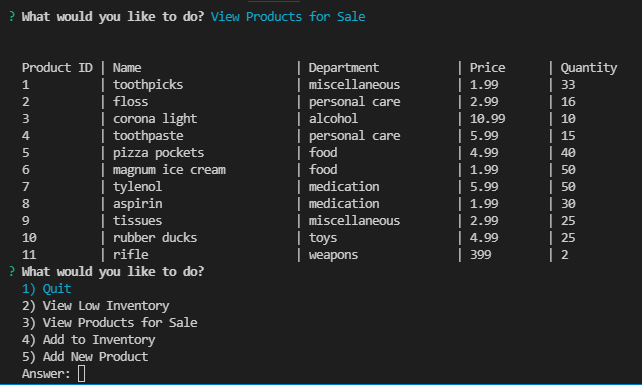 ? What would you like to do? View Products for Sale
Product ID | Name | Department | Price | Quantity
1 | toothpicks | miscellaneous | 1.99 | 33
2 | floss | personal care | 2.99 | 16
3 | corona light | alcohol | 10.99 | 10
4 | toothpaste | personal care | 5.99 | 15
5 | pizza pockets | food | 4.99 | 40
6 | magnum ice cream | food | 1.99 | 50
7 | tylenol | medication | 5.99 | 50
8 | aspirin | medication | 1.99 | 30
9 | tissues | miscellaneous | 2.99 | 25
10 | rubber ducks | toys | 4.99 | 25
11 | rifle | weapons | 399 | 2
? What would you like to do?
1) Quit
2) View Low Inventory
3) View Products for Sale
4) Add to Inventory
5) Add New Product
Answer: